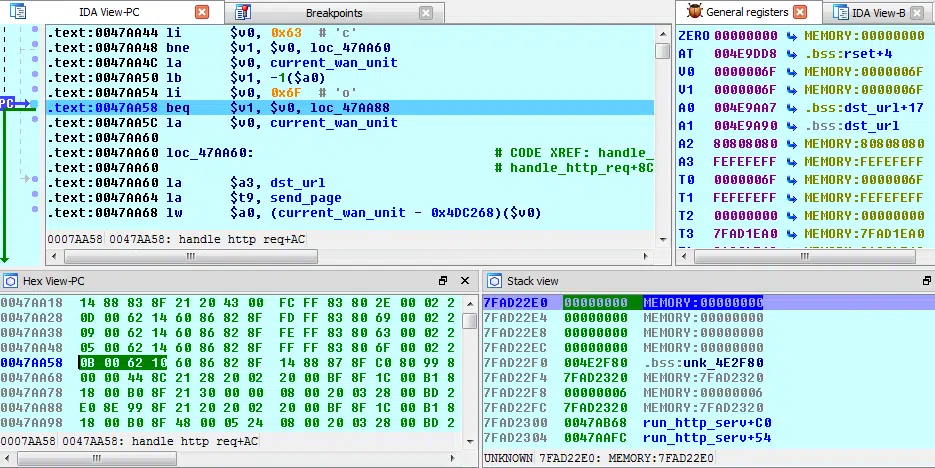 IDA View-PC
Breakpoints
.text:0047AA44 li $v0, 0x63 # 'c'
.text:0047AA48 bne $v1, $v0, loc_47AA60
.text:0047AA4C la $v0, current_wan_unit
.text:0047AA50 lb $v1, -1($a0)
.text:0047AA54 li $v0, 0x6F # 'o'
PC .text:0047AA58 beq $v1, $v0, loc_47AA88
.text:0047AA5C la $v0, current_wan_unit
.text:0047AA60
.text:0047AA60 loc_47AA60: # CODE XREF: handle_
.text:0047AA60 # handle_http_req+8C
.text:0047AA60 la $a3, dst_url
.text:0047AA64 la $t9, send_page
.text:0047AA68 lw $a0, (current_wan_unit - 0x4DC268)($v0)
0007AA58 0047AA58: handle_http_req+AC
General registers
IDA View-B
ZERO 00000000 MEMORY:00000000
AT 004E9DD8 .bss:rset+4
V0 0000006F MEMORY:0000006F
V1 0000006F MEMORY:0000006F
A0 004E9AA7 .bss:dst_url+17
A1 004E9A90 .bss:dst_url
A2 80808080 MEMORY:80808080
A3 FEFEFEFF MEMORY:FEFEFEFF
T0 0000006F MEMORY:0000006F
T1 FEFEFEFF MEMORY:FEFEFEFF
T2 00000000 MEMORY:00000000
T3 7FAD1EA0 MEMORY:7FAD1EA0
Hex View-PC
0047AA18 14 88 83 8F 21 20 43 00 FC FF 83 80 2E 00 02 2
0047AA28 0D 00 62 14 60 86 82 8F FD FF 83 80 69 00 02 2
0047AA38 09 00 62 14 60 86 82 8F FE FF 83 80 63 00 02 2
0047AA48 05 00 62 14 60 86 82 8F FF FF 83 80 6F 00 02 2
0047AA58 0B 00 62 10 60 86 82 8F 14 88 87 8F C0 80 99 8
0047AA68 00 00 44 8C 21 28 20 02 20 00 BF 8F 1C 00 B1 8
0047AA78 18 00 B0 8F 21 30 00 00 08 00 20 03 28 00 BD 2
0047AA88 E0 8E 99 8F 21 20 20 02 20 00 BF 8F 1C 00 B1 8
0047AA98 18 00 B0 8F 48 00 05 24 08 00 20 03 28 00 BD 2
0007AA58 0047AA58: handle_http_req+AC
Stack view
7FAD22E0 00000000 MEMORY:00000000
7FAD22E4 00000000 MEMORY:00000000
7FAD22E8 00000000 MEMORY:00000000
7FAD22EC 00000000 MEMORY:00000000
7FAD22F0 004E2F80 .bss:unk_4E2F80
7FAD22F4 7FAD2320 MEMORY:7FAD2320
7FAD22F8 00000006 MEMORY:00000006
7FAD22FC 7FAD2320 MEMORY:7FAD2320
7FAD2300 0047AB68 run_http_serv+C0
7FAD2304 0047AAFC run_http_serv+54
UNKNOWN 7FAD22E0: MEMORY:7FAD22E0